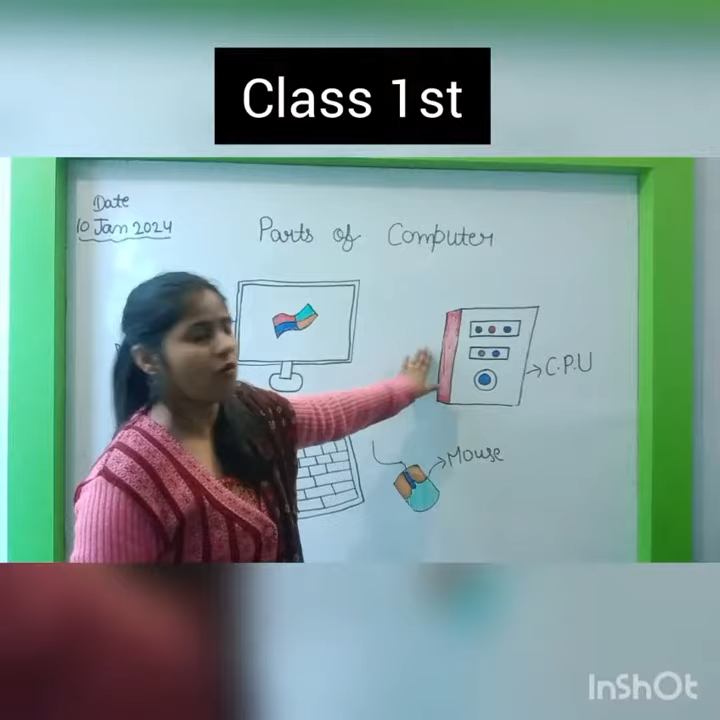 Class 1st
Date
10 Jan 2024
Parts of Computer
C.P.U
Mouse
InShOt